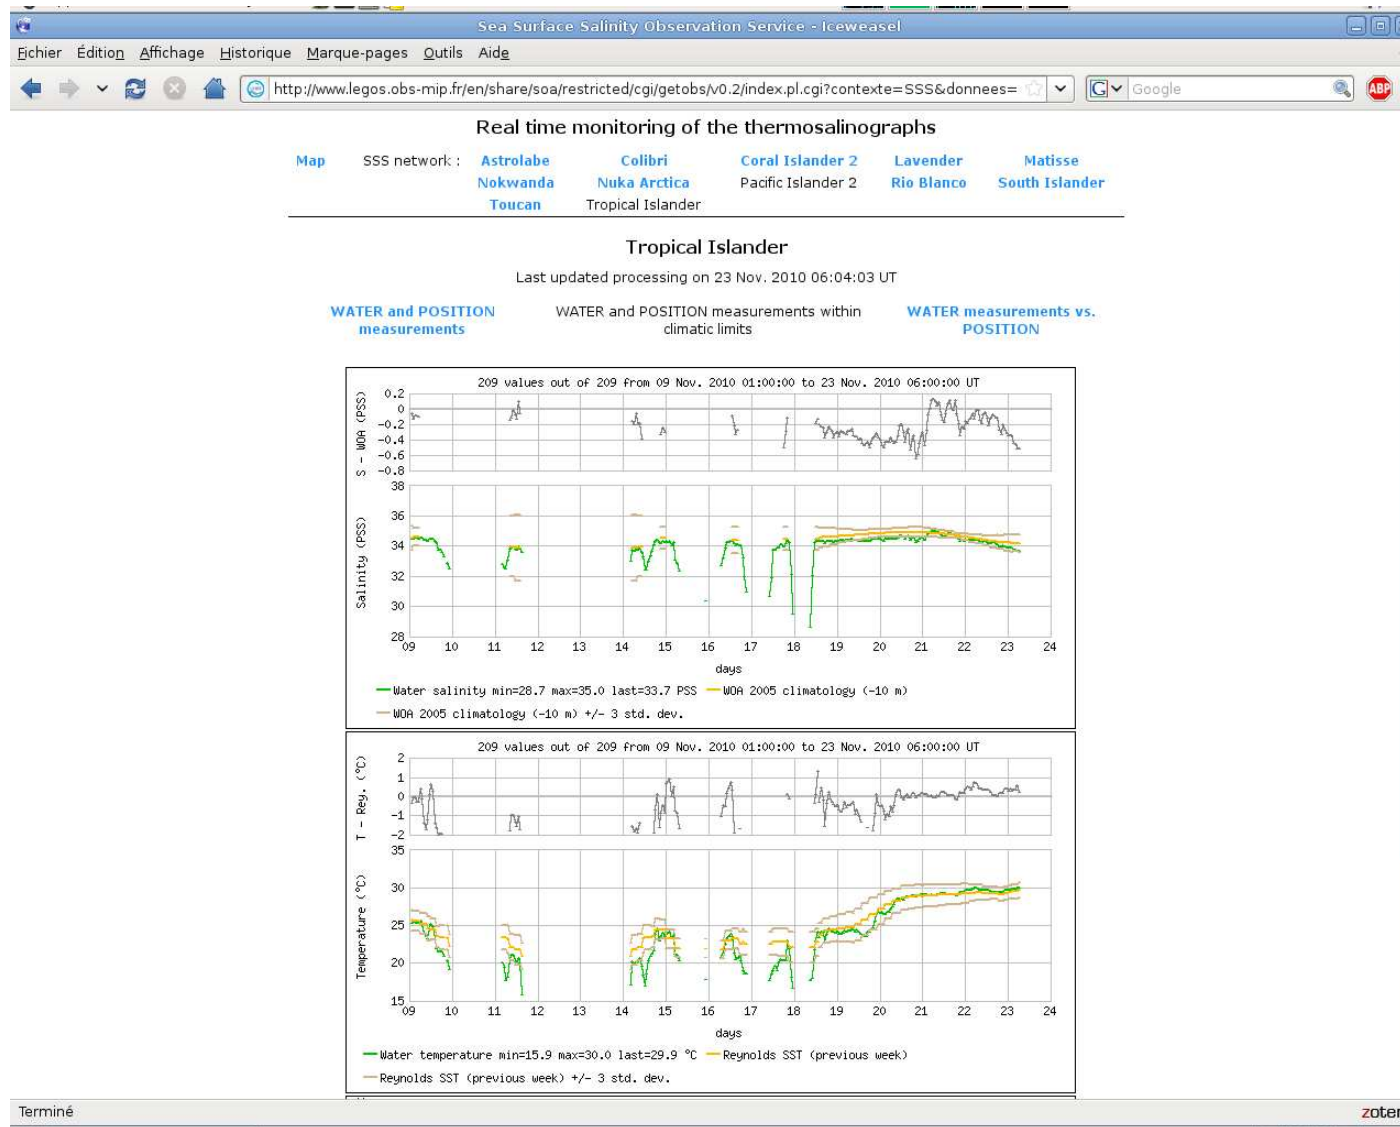 Sea Surface Salinity Observation Service - Iceweasel
Fichier Édition Affichage Historique Marque-pages Outils Aide
http://www.legos.obs-mip.fr/en/share/soa/restricted/cgi/getobs/v0.2/index.pl.cgi?contexte=SSS&donnees= G Google ABP
Real time monitoring of the thermosalinographs
Map SSS network : Astrolabe Colibri Coral Islander 2 Lavender Matisse
Nokwanda Nuka Arctica Pacific Islander 2 Rio Blanco South Islander
Toucan Tropical Islander
Tropical Islander
Last updated processing on 23 Nov. 2010 06:04:03 UT
WATER and POSITION measurements
WATER and POSITION measurements within climatic limits
WATER measurements vs. POSITION
209 values out of 209 from 09 Nov. 2010 01:00:00 to 23 Nov. 2010 06:00:00 UT
S - WOA (PSS)
0.2
0
-0.2
-0.4
-0.6
-0.8
Salinity (PSS)
38
36
34
32
30
28
09 10 11 12 13 14 15 16 17 18 19 20 21 22 23 24
days
Water salinity min=28.7 max=35.0 last=33.7 PSS WOA 2005 climatology (-10 m)
WOA 2005 climatology (-10 m) +/- 3 std. dev.
209 values out of 209 from 09 Nov. 2010 01:00:00 to 23 Nov. 2010 06:00:00 UT
T - Rey. (°C)
2
1
0
-1
-2
Temperature (°C)
35
30
25
20
15
09 10 11 12 13 14 15 16 17 18 19 20 21 22 23 24
days
Water temperature min=15.9 max=30.0 last=29.9 °C Reynolds SST (previous week)
Reynolds SST (previous week) +/- 3 std. dev.
Terminé zoter